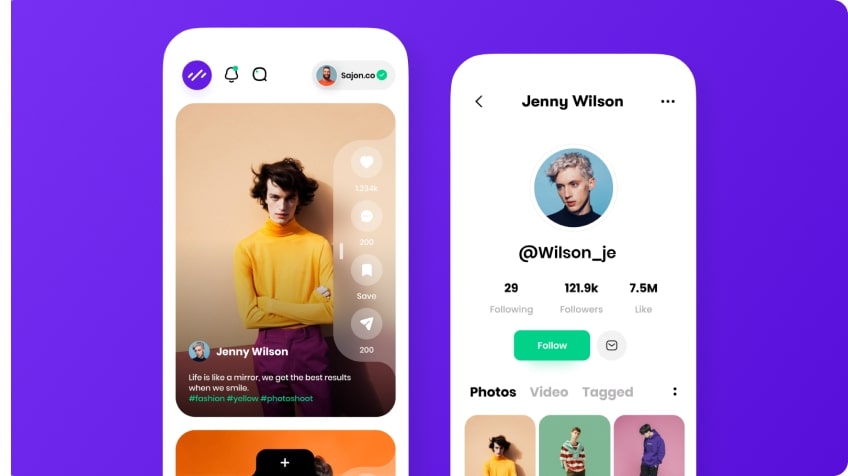 Sajon.co
1,234k
200
Save
200
Jenny Wilson
Life is like a mirror, we get the best results
when we smile.
#fashion #yellow #photoshoot
+
Jenny Wilson
@Wilson_je
29 121.9k 7.5M
Following Followers Like
Follow
Photos Video Tagged